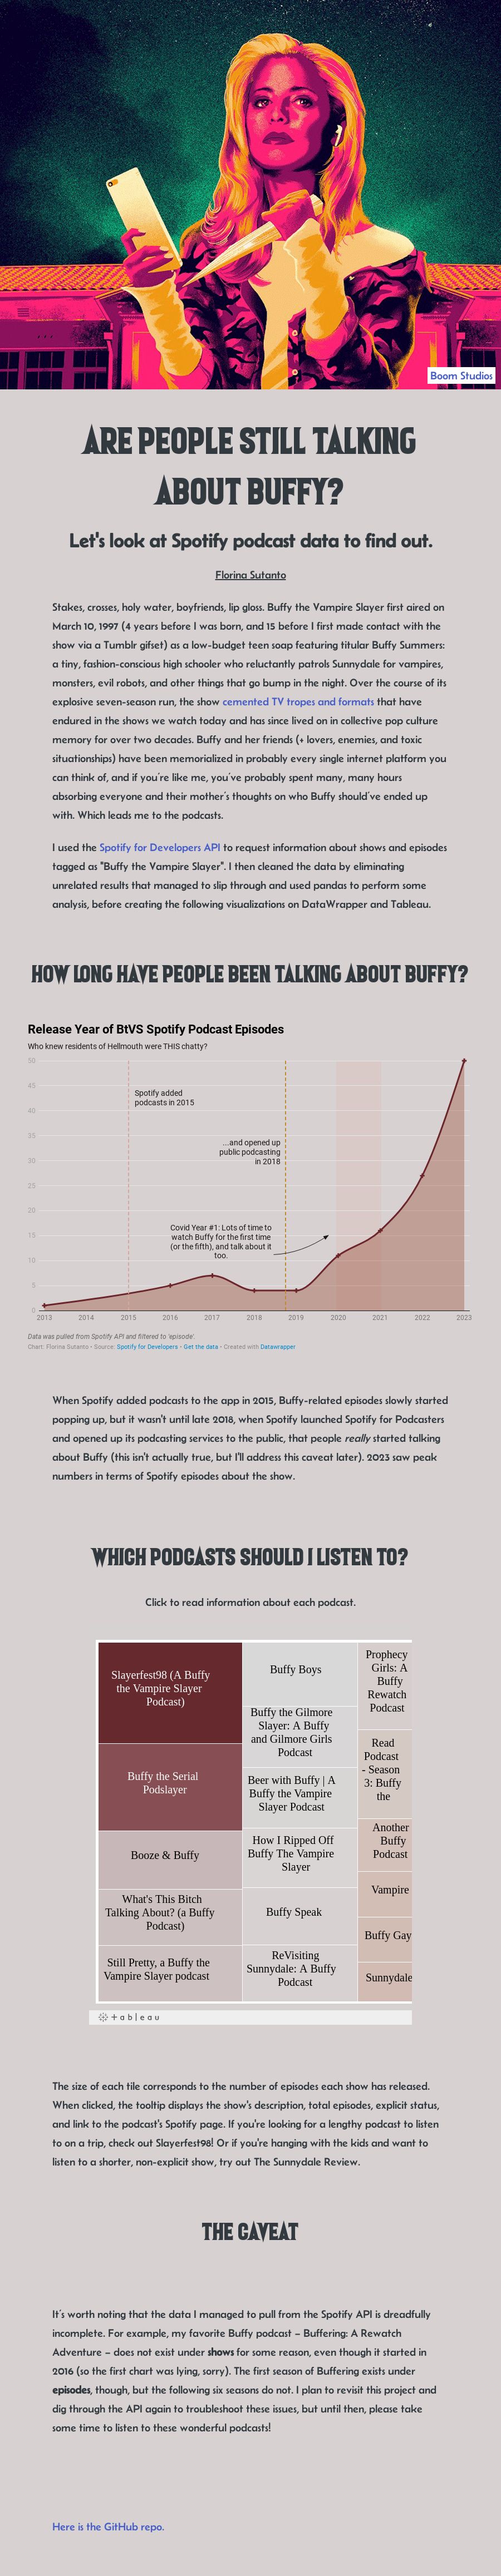 Boom Studios
ARE PEOPLE STILL TALKING
ABOUT BUFFY?
Let's look at Spotify podcast data to find out.
Florina Sutanto
Stakes, crosses, holy water, boyfriends, lip gloss. Buffy the Vampire Slayer first aired on
March 10, 1997 (4 years before I was born, and 15 before I first made contact with the
show via a Tumblr gifset) as a low-budget teen soap featuring titular Buffy Summers:
a tiny, fashion-conscious high schooler who reluctantly patrols Sunnydale for vampires,
monsters, evil robots, and other things that go bump in the night. Over the course of its
explosive seven-season run, the show cemented TV tropes and formats that have
endured in the shows we watch today and has since lived on in collective pop culture
memory for over two decades. Buffy and her friends (+ lovers, enemies, and toxic
situationships) have been memorialized in probably every single internet platform you
can think of, and if you're like me, you've probably spent many, many hours
absorbing everyone and their mother's thoughts on who Buffy should've ended up
with. Which leads me to the podcasts.
I used the Spotify for Developers API to request information about shows and episodes
tagged as "Buffy the Vampire Slayer". I then cleaned the data by eliminating
unrelated results that managed to slip through and used pandas to perform some
analysis, before creating the following visualizations on DataWrapper and Tableau.
HOW LONG HAVE PEOPLE BEEN TALKING ABOUT BUFFY?
Release Year of BtVS Spotify Podcast Episodes
Who knew residents of Hellmouth were THIS chatty?
50
45
40
35
30
25
20
15
10
5
0
Spotify added
podcasts in 2015
...and opened up
public podcasting
in 2018
Covid Year #1: Lots of time to
watch Buffy for the first time
(or the fifth), and talk about it
too.
2013 2014 2015 2016 2017 2018 2019 2020 2021 2022 2023
Data was pulled from Spotify API and filtered to 'episode'.
Chart: Florina Sutanto • Source: Spotify for Developers • Get the data • Created with Datawrapper
When Spotify added podcasts to the app in 2015, Buffy-related episodes slowly started
popping up, but it wasn't until late 2018, when Spotify launched Spotify for Podcasters
and opened up its podcasting services to the public, that people really started talking
about Buffy (this isn't actually true, but I'll address this caveat later). 2023 saw peak
numbers in terms of Spotify episodes about the show.
WHICH PODCASTS SHOULD I LISTEN TO?
Click to read information about each podcast.
Slayerfest98 (A Buffy
the Vampire Slayer
Podcast)
Buffy the Serial
Podslayer
Booze & Buffy
What's This Bitch
Talking About? (a Buffy
Podcast)
Still Pretty, a Buffy the
Vampire Slayer podcast
Buffy Boys
Buffy the Gilmore
Slayer: A Buffy
and Gilmore Girls
Podcast
Beer with Buffy | A
Buffy the Vampire
Slayer Podcast
How I Ripped Off
Buffy The Vampire
Slayer
Buffy Speak
ReVisiting
Sunnydale: A Buffy
Podcast
Prophecy
Girls: A
Buffy
Rewatch
Podcast
Read
Podcast
- Season
3: Buffy
the
Another
Buffy
Podcast
Vampire
Buffy Gay
Sunnydale
+ a b l e a u
The size of each tile corresponds to the number of episodes each show has released.
When clicked, the tooltip displays the show's description, total episodes, explicit status,
and link to the podcast's Spotify page. If you're looking for a lengthy podcast to listen
to on a trip, check out Slayerfest98! Or if you're hanging with the kids and want to
listen to a shorter, non-explicit show, try out The Sunnydale Review.
THE CAVEAT
It's worth noting that the data I managed to pull from the Spotify API is dreadfully
incomplete. For example, my favorite Buffy podcast – Buffering: A Rewatch
Adventure – does not exist under shows for some reason, even though it started in
2016 (so the first chart was lying, sorry). The first season of Buffering exists under
episodes, though, but the following six seasons do not. I plan to revisit this project and
dig through the API again to troubleshoot these issues, but until then, please take
some time to listen to these wonderful podcasts!
Here is the GitHub repo.